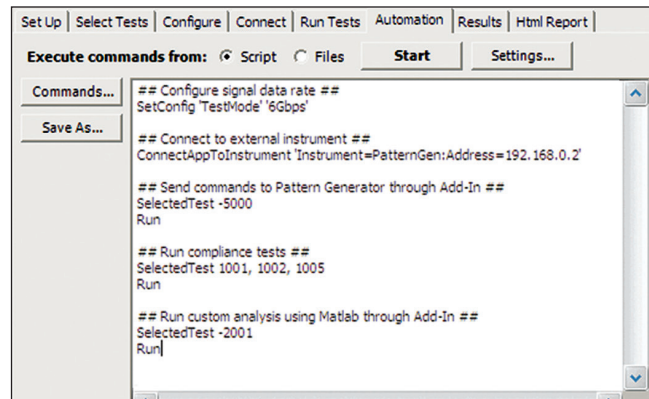 Set Up | Select Tests | Configure | Connect | Run Tests | Automation | Results | Html Report
Execute commands from: Script Files Start Settings...
Commands...
Save As...
## Configure signal data rate ##
SetConfig 'TestMode' '6Gbps'
## Connect to external instrument ##
ConnectAppToInstrument 'Instrument=PatternGen:Address=192.168.0.2'
## Send commands to Pattern Generator through Add-In ##
SelectedTest -5000
Run
## Run compliance tests ##
SelectedTest 1001, 1002, 1005
Run
## Run custom analysis using Matlab through Add-In ##
SelectedTest -2001
Run